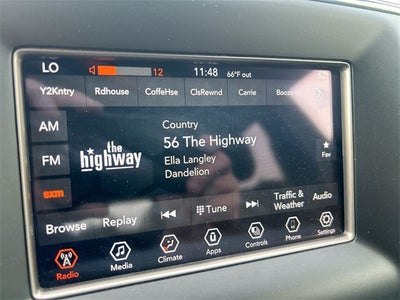 LO 12 11:48 66°F out
Y2Kntry Rdhouse CoffeHse ClsRewnd Carrie Booze
AM
FM
sxm
the highway
Country
56 The Highway
Ella Langley
Dandelion
Fav
Browse Replay Tune Traffic & Weather Audio
Radio Media Climate Apps Controls Phone Settings